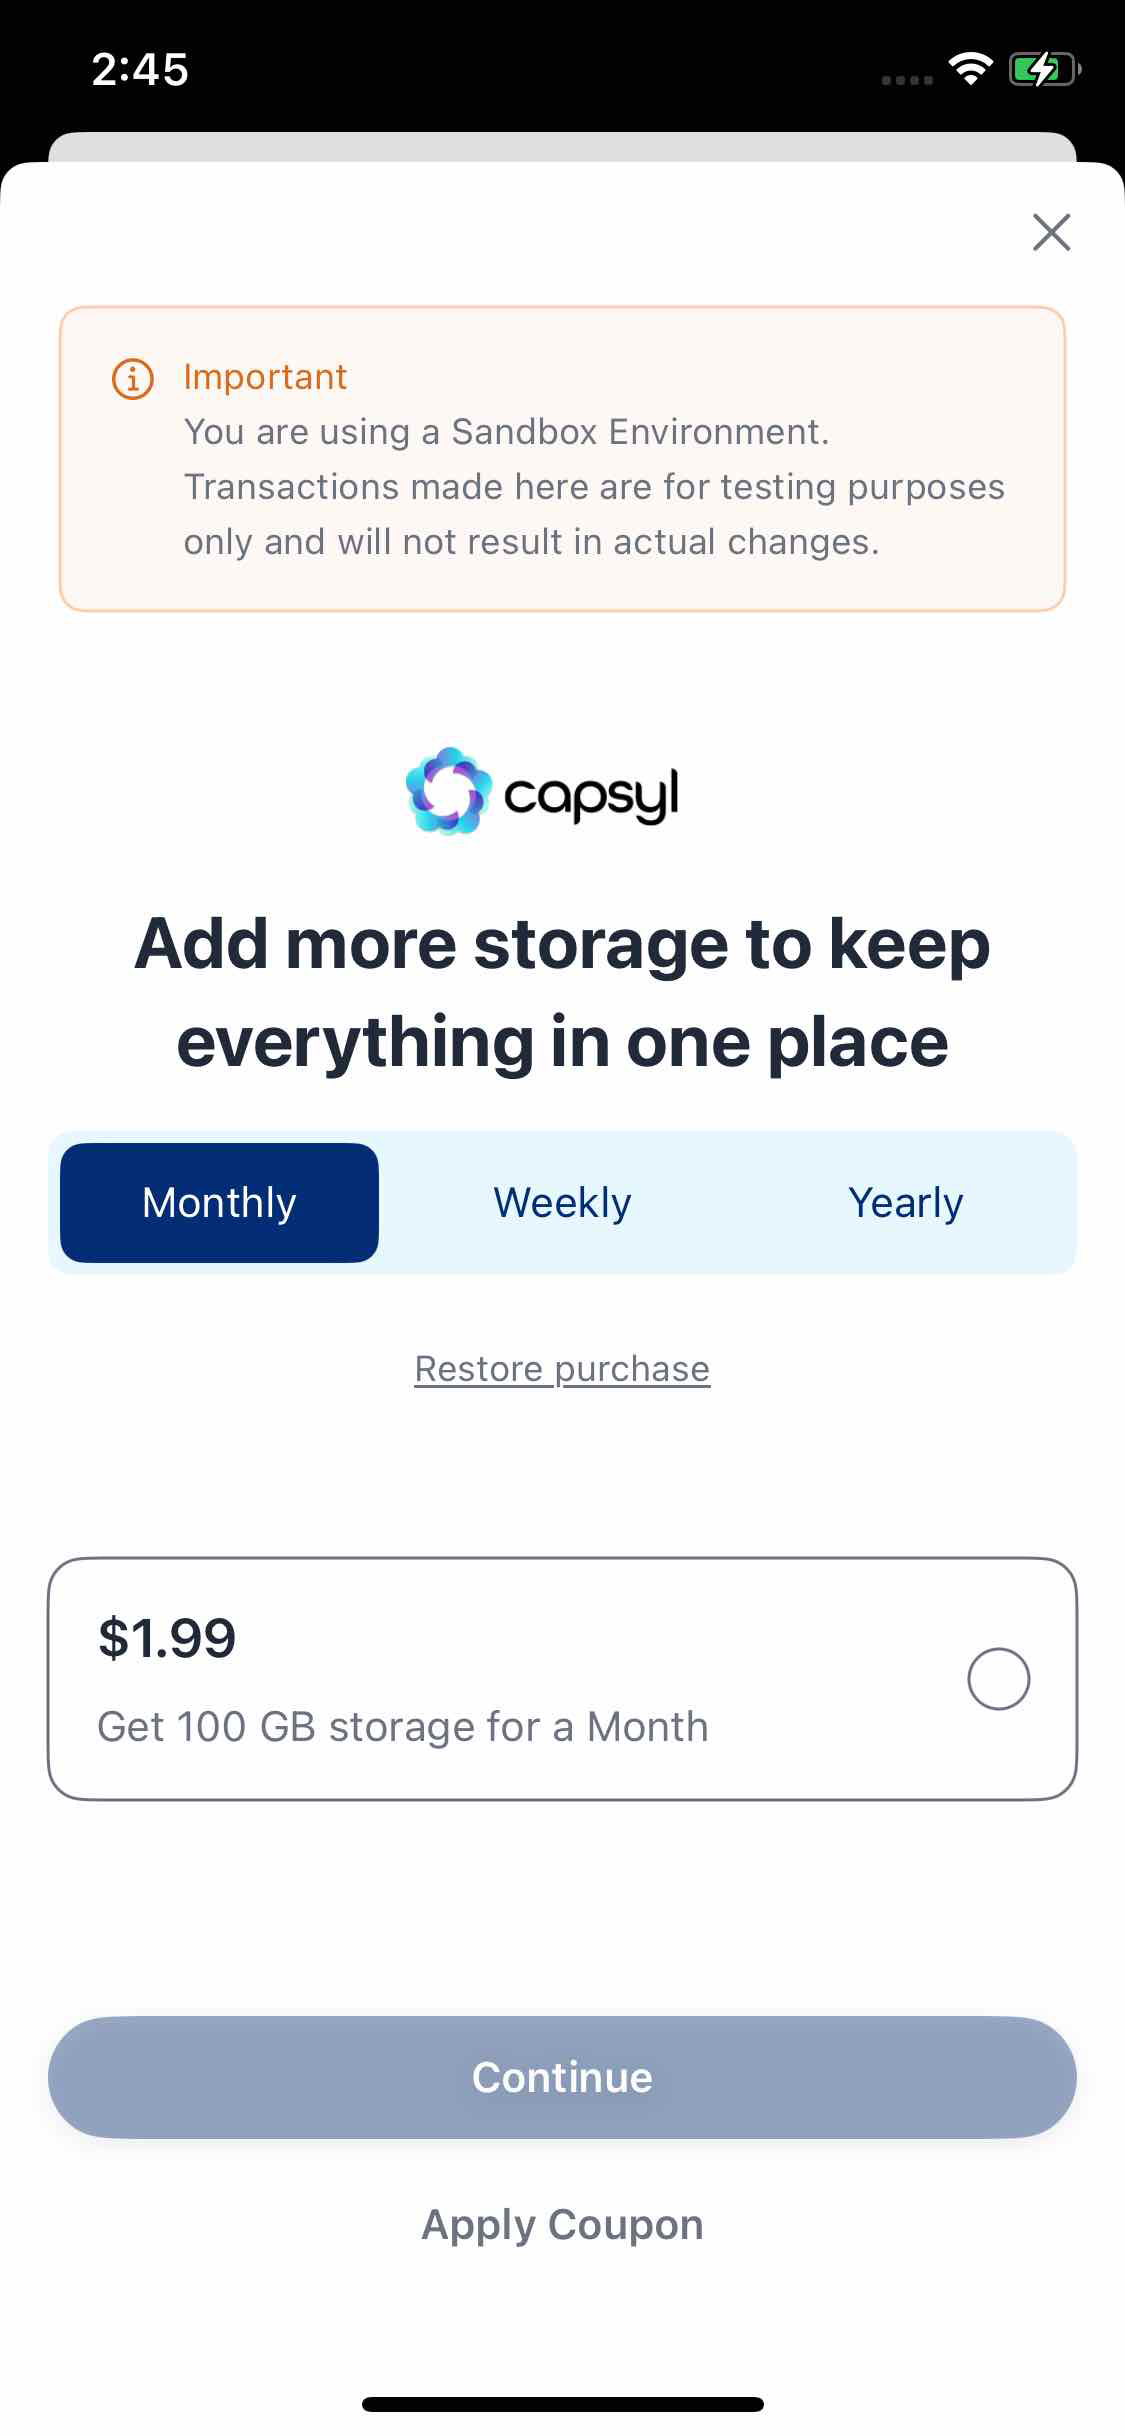 2:45
Important
You are using a Sandbox Environment.
Transactions made here are for testing purposes
only and will not result in actual changes.
capsyl
Add more storage to keep
everything in one place
Monthly Weekly Yearly
Restore purchase
$1.99
Get 100 GB storage for a Month
Continue
Apply Coupon